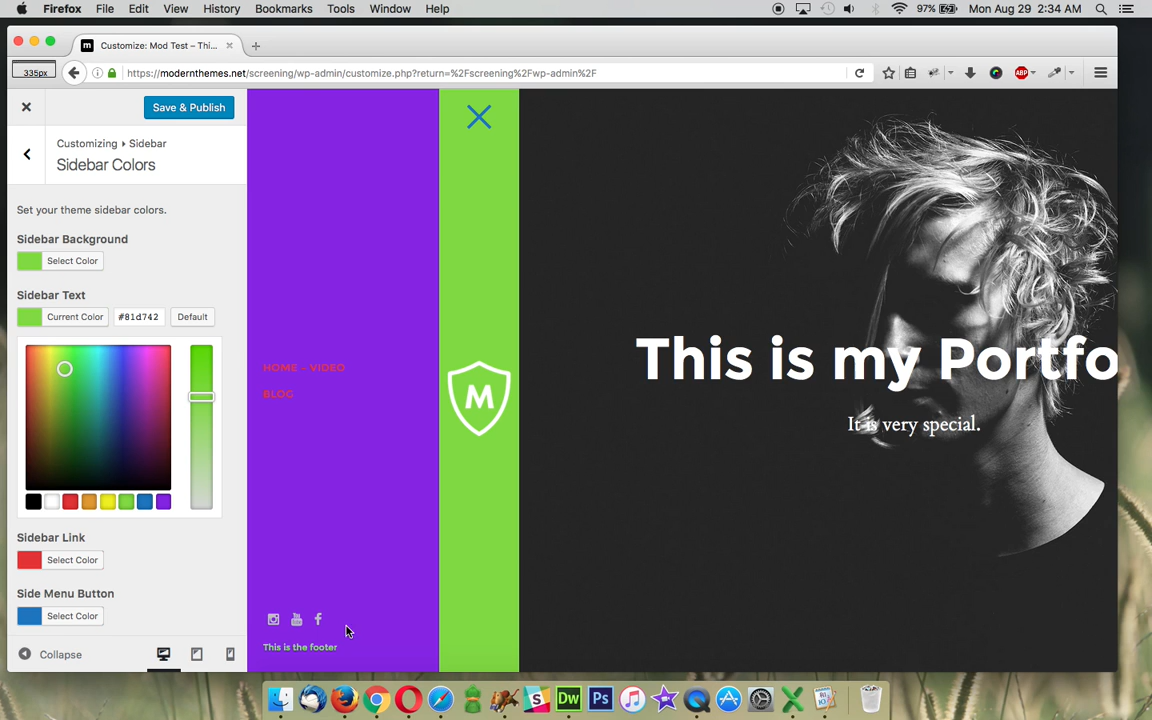 Firefox File Edit View History Bookmarks Tools Window Help
97% Mon Aug 29 2:34 AM
m Customize: Mod Test – Thi...
335px
https://modernthemes.net/screening/wp-admin/customize.php?return=%2Fscreening%2Fwp-admin%2F
ABP
Save & Publish
Customizing ▸ Sidebar
Sidebar Colors
Set your theme sidebar colors.
Sidebar Background
Select Color
Sidebar Text
Current Color #81d742 Default
Sidebar Link
Select Color
Side Menu Button
Select Color
Collapse
HOME – VIDEO
BLOG
You Tube
This is the footer
M
This is my Portfo
It is very special.
Dw Ps